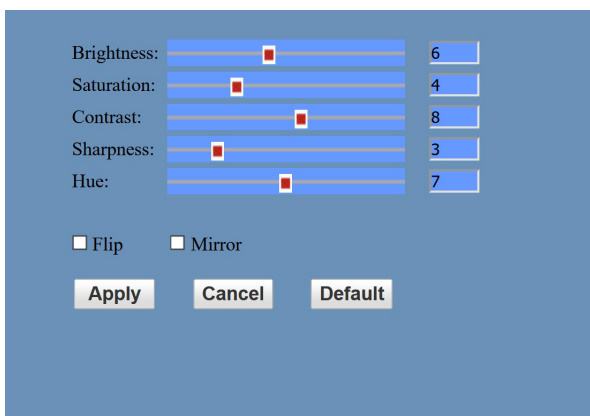 Brightness: 6
Saturation: 4
Contrast: 8
Sharpness: 3
Hue: 7
Flip Mirror
Apply Cancel Default